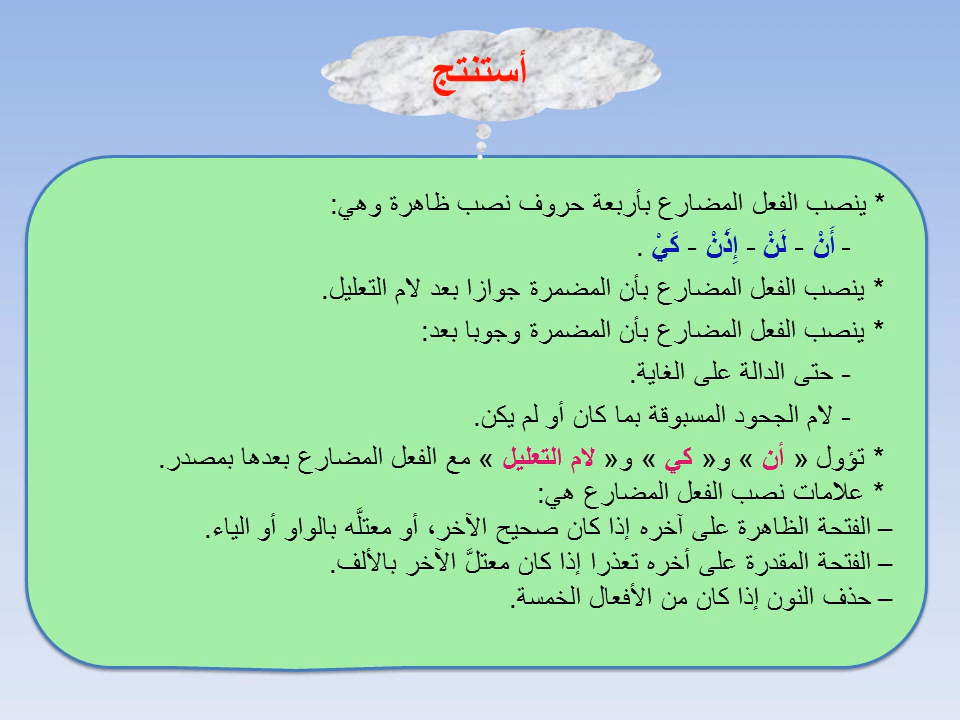 أستنتج
* ينصب الفعل المضارع بأربعة حروف نصب ظاهرة وهي:
- أَنْ - لَنْ - إِذَنْ - كَيْ .
* ينصب الفعل المضارع بأن المضمرة جوازا بعد لام التعليل.
* ينصب الفعل المضارع بأن المضمرة وجوبا بعد:
- حتى الدالة على الغاية.
- لام الجحود المسبوقة بما كان أو لم يكن.
* تؤول « أن » و« كي » و« لام التعليل » مع الفعل المضارع بعدها بمصدر.
* علامات نصب الفعل المضارع هي:
– الفتحة الظاهرة على آخره إذا كان صحيح الآخر، أو معتلَّه بالواو أو الياء.
– الفتحة المقدرة على أخره تعذرا إذا كان معتلَّ الآخر بالألف.
– حذف النون إذا كان من الأفعال الخمسة.